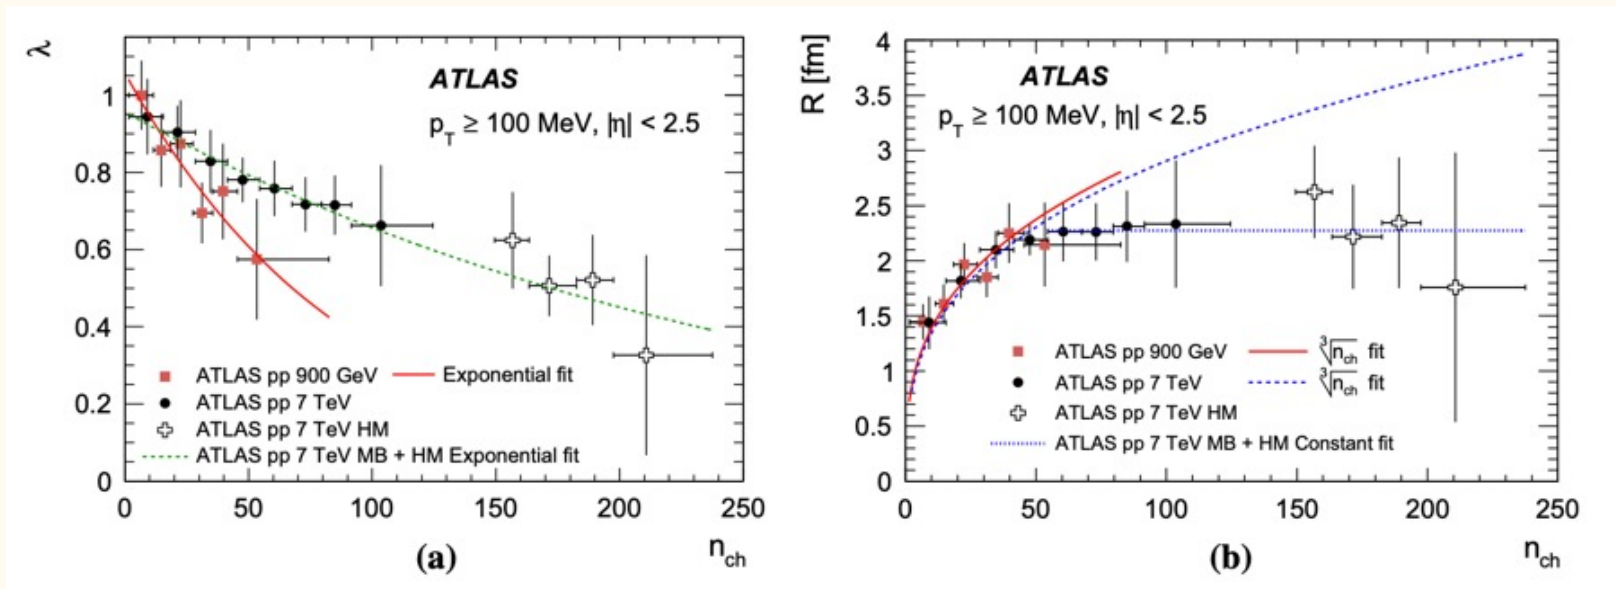 λ
ATLAS
p_T ≥ 100 MeV, |η| < 2.5
1
0.8
0.6
0.4
0.2
0
ATLAS pp 900 GeV
Exponential fit
ATLAS pp 7 TeV
ATLAS pp 7 TeV HM
ATLAS pp 7 TeV MB + HM Exponential fit
0 50 100 150 200 250
n_ch
(a)
R [fm]
ATLAS
p_T ≥ 100 MeV, |η| < 2.5
4
3.5
3
2.5
2
1.5
1
0.5
0
ATLAS pp 900 GeV
∛n_ch fit
ATLAS pp 7 TeV
∛n_ch fit
ATLAS pp 7 TeV HM
ATLAS pp 7 TeV MB + HM Constant fit
0 50 100 150 200 250
n_ch
(b)